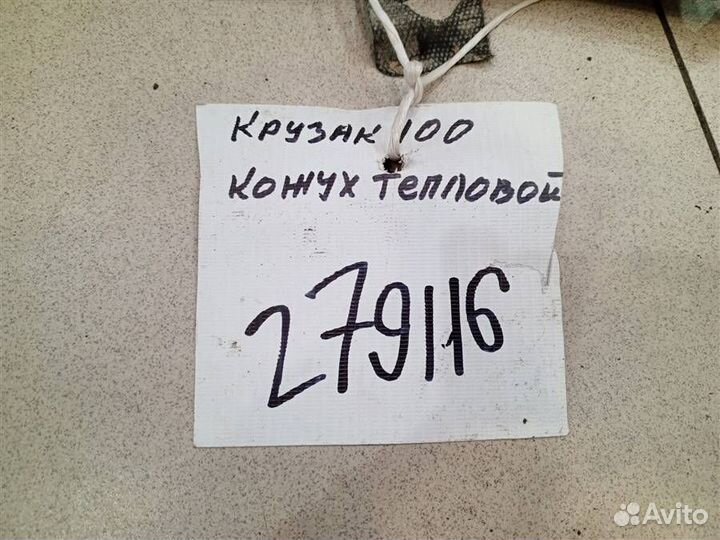 Крузак 100
Кожух тепловой
279116
Avito